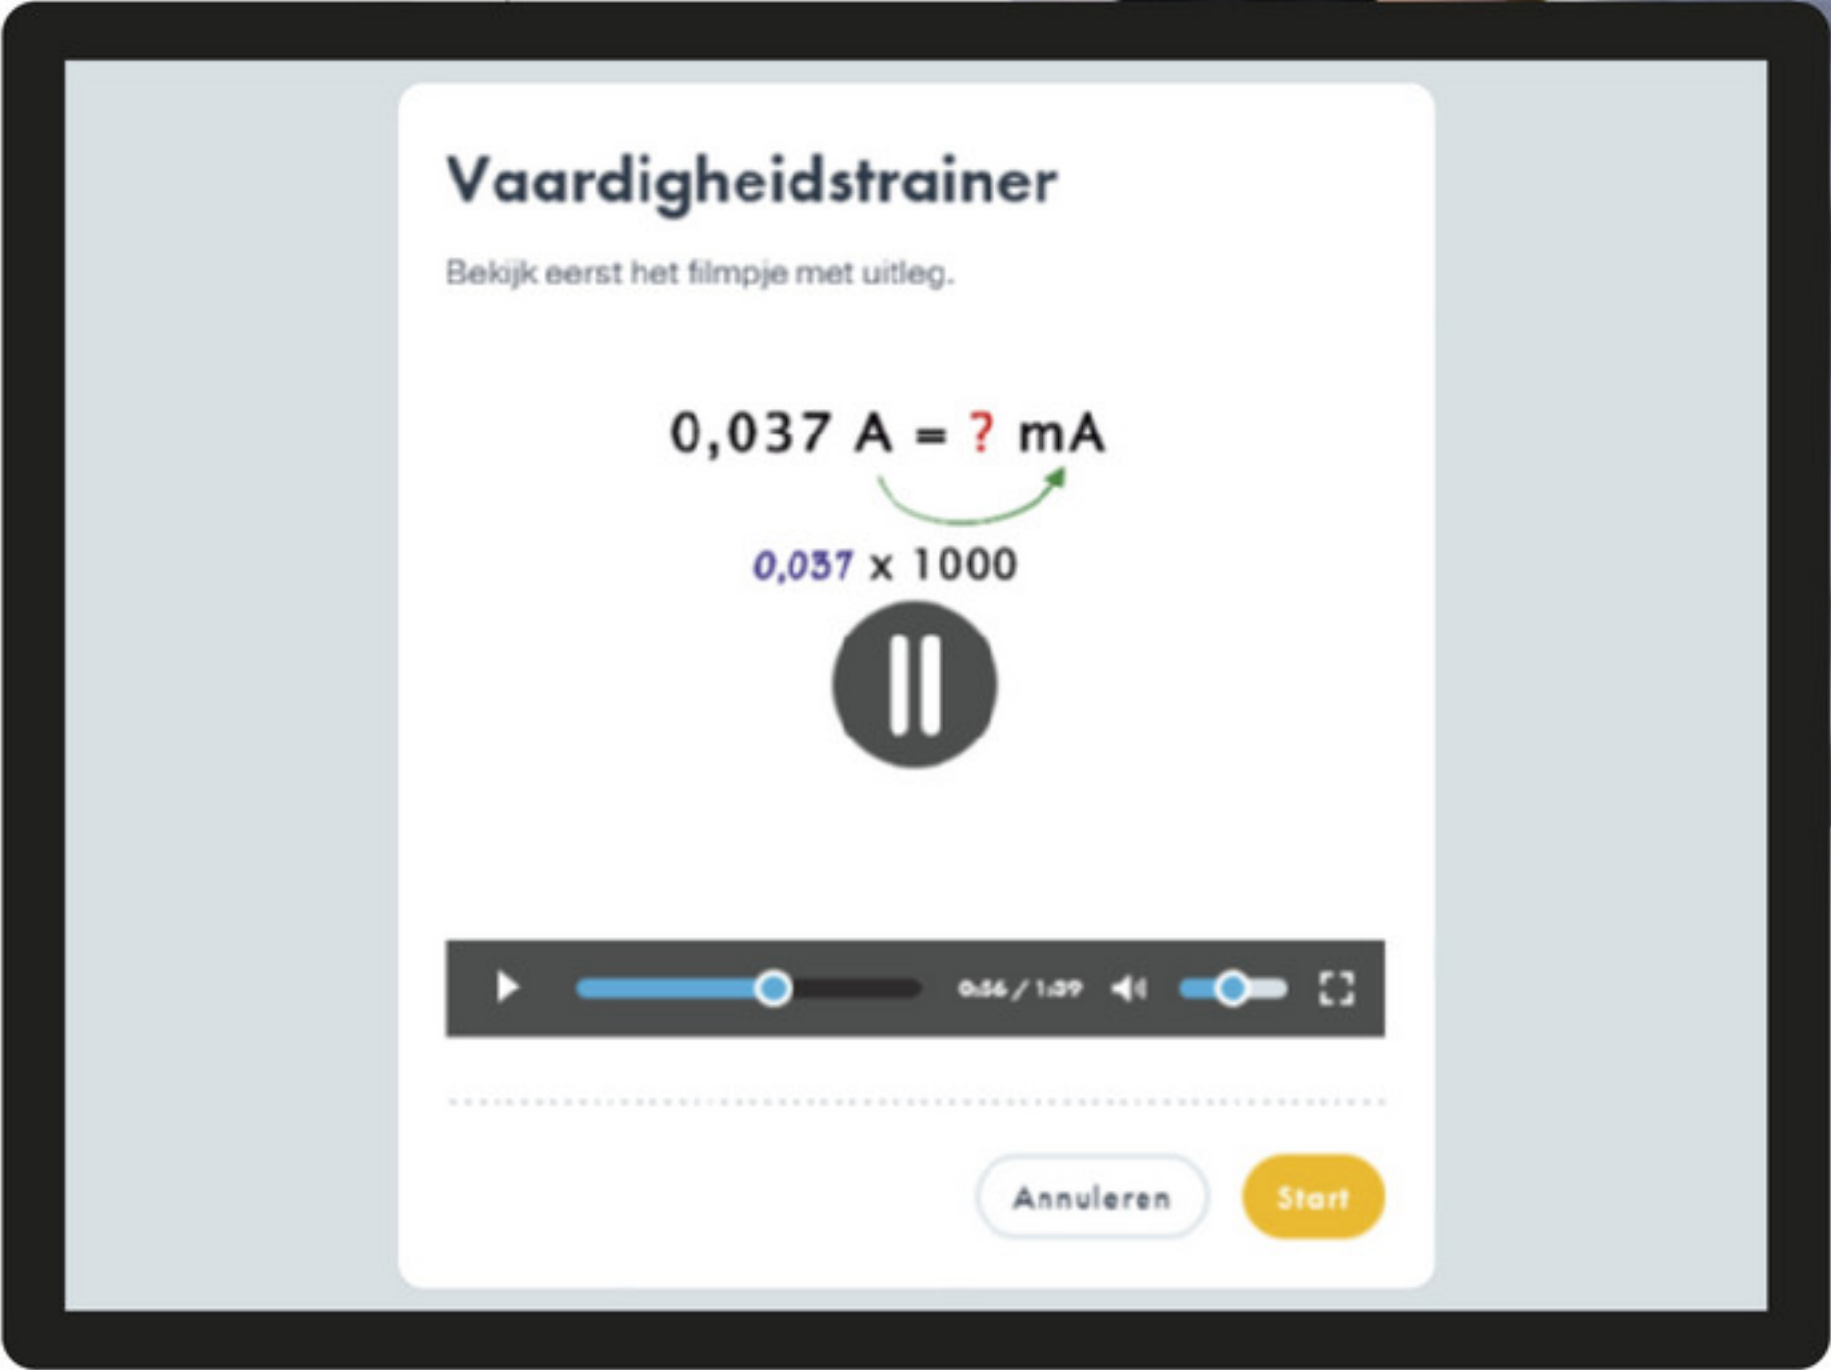 Vaardigheidstrainer
Bekijk eerst het filmpje met uitleg.
0,037 A = ? mA
0,037 x 1000
0:56 / 1:39
Annuleren
Start